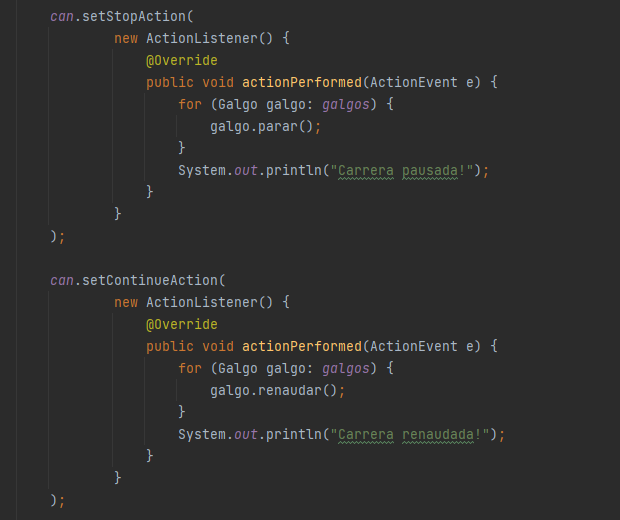 can.setStopAction(
new ActionListener() {
@Override
public void actionPerformed(ActionEvent e) {
for (Galgo galgo: galgos) {
galgo.parar();
}
System.out.println("Carrera pausada!");
}
}
);
can.setContinueAction(
new ActionListener() {
@Override
public void actionPerformed(ActionEvent e) {
for (Galgo galgo: galgos) {
galgo.renaudar();
}
System.out.println("Carrera renaudada!");
}
}
);